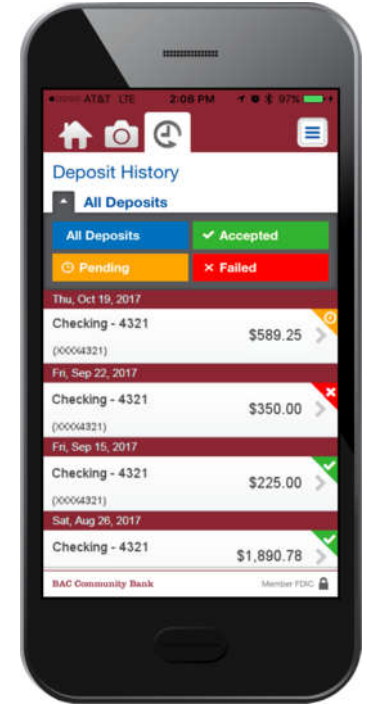 AT&T LTE 2:06 PM 97%
Deposit History
All Deposits
All Deposits Accepted
Pending Failed
Thu, Oct 19, 2017
Checking - 4321
$589.25
(XXXX4321)
Fri, Sep 22, 2017
Checking - 4321
$350.00
(XXXX4321)
Fri, Sep 15, 2017
Checking - 4321
$225.00
(XXXX4321)
Sat, Aug 26, 2017
Checking - 4321
$1,890.78
BAC Community Bank Member FDIC